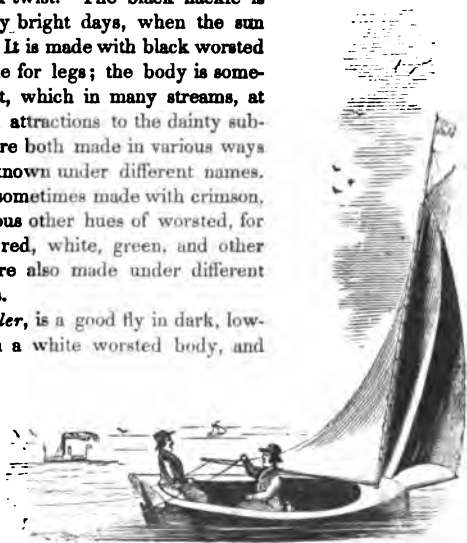 twist. The black hackle is
y bright days, when the sun
It is made with black worsted
e for legs; the body is some-
t, which in many streams, at
attractions to the dainty sub-
re both made in various ways
nown under different names.
sometimes made with crimson,
ous other hues of worsted, for
red, white, green, and other
re also made under different
s.
ler, is a good fly in dark, low-
a white worsted body, and